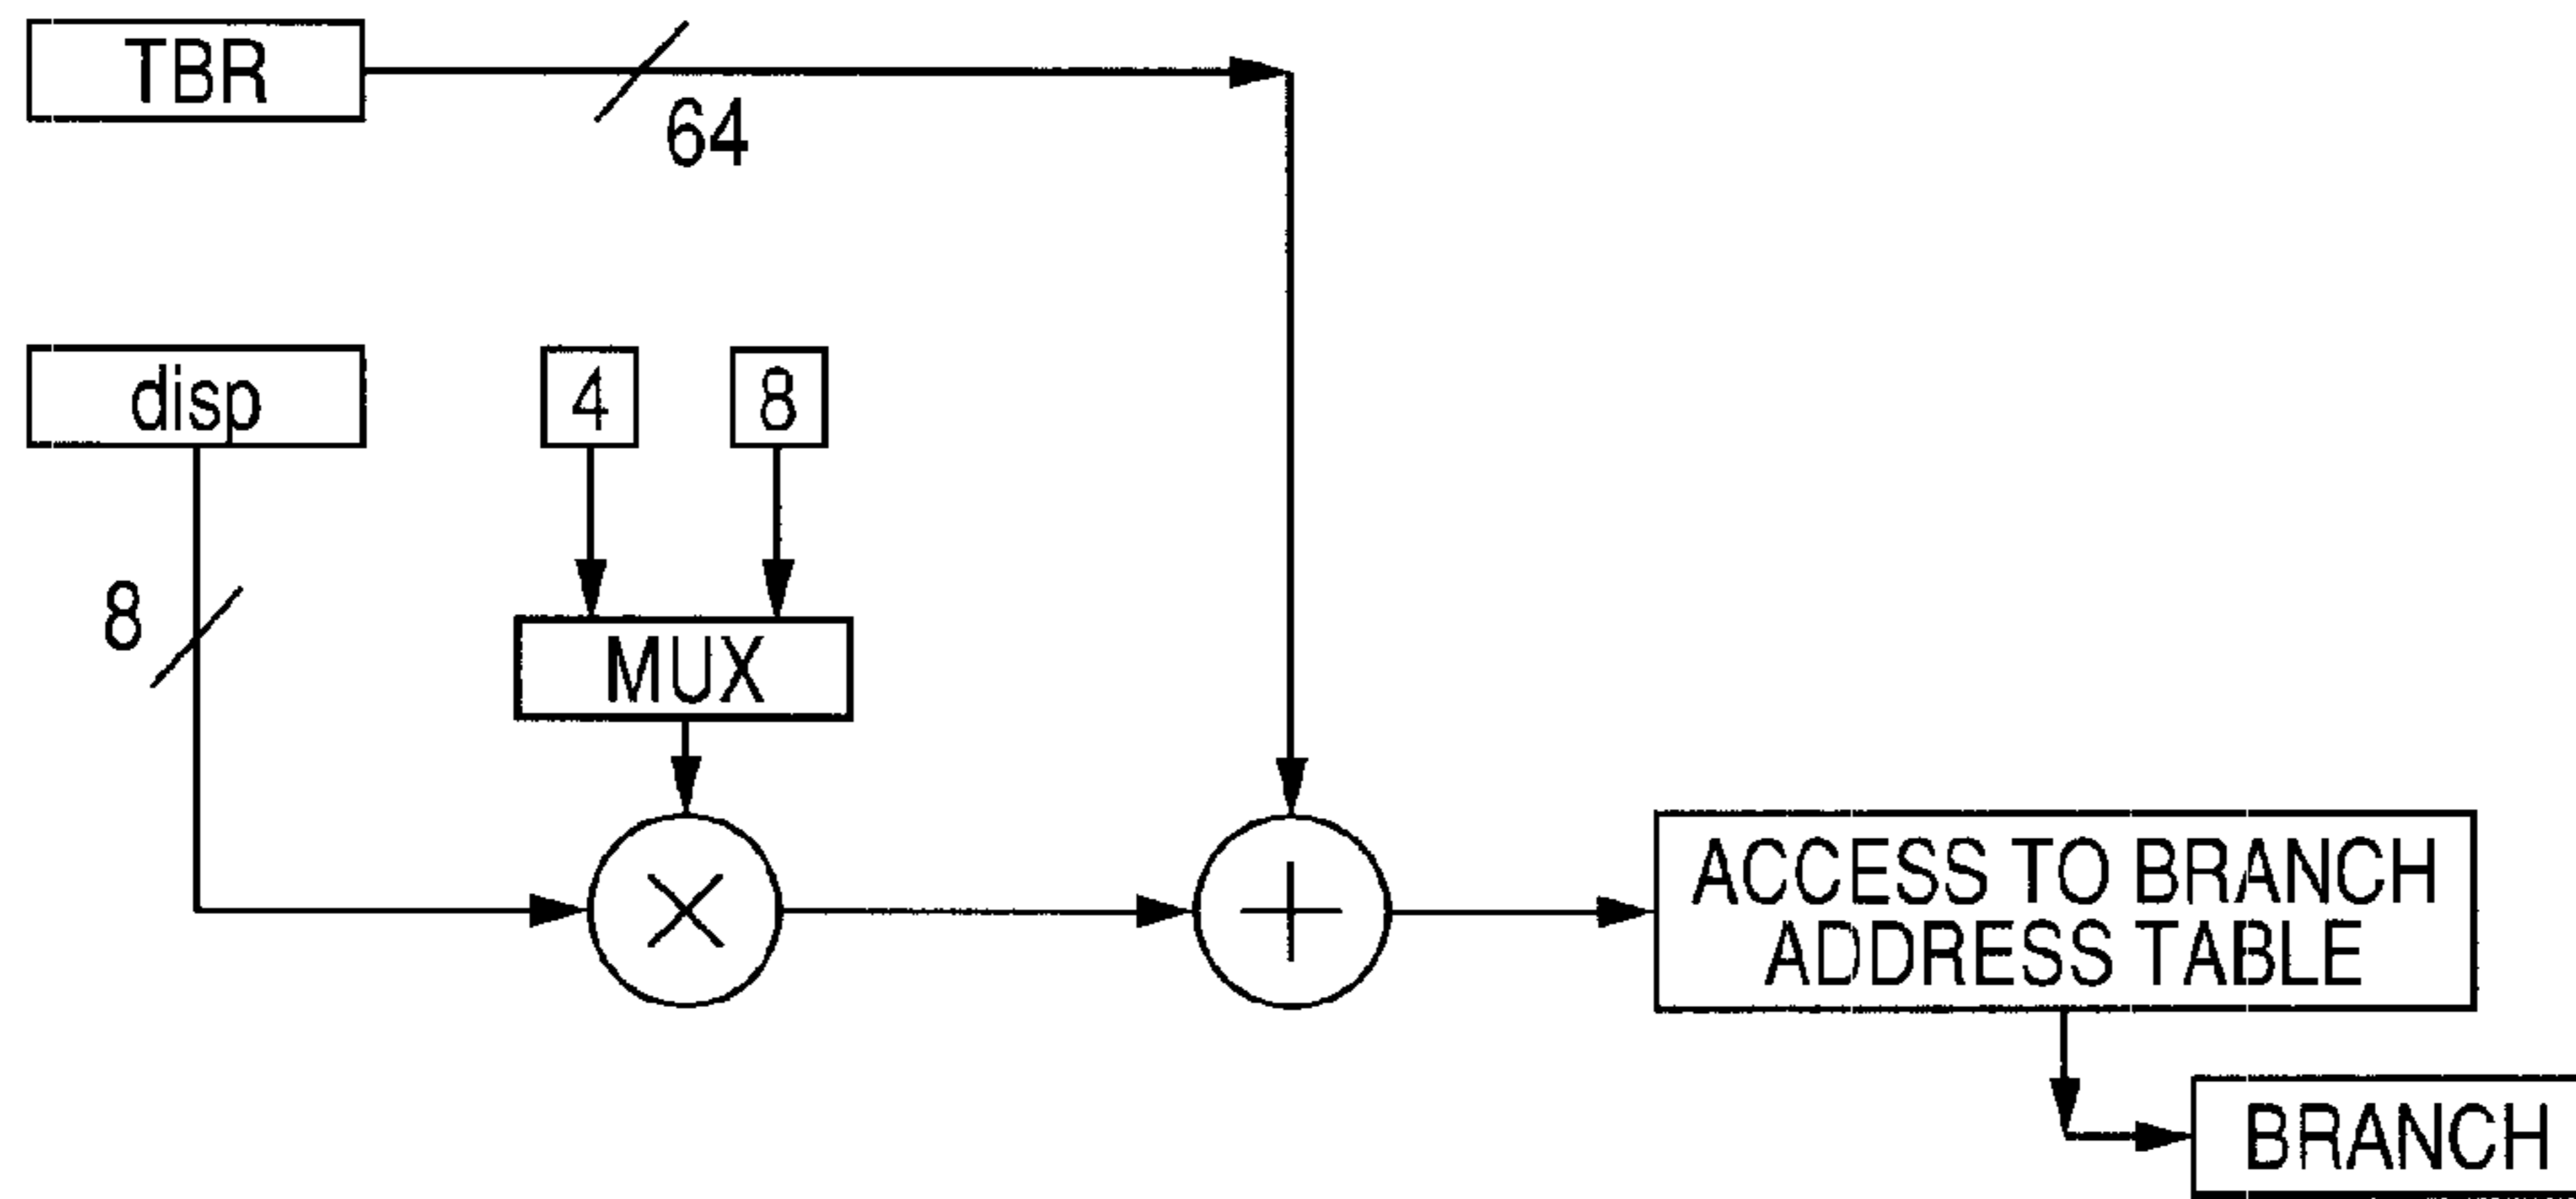 TBR
64
disp
4
8
8
MUX
×
+
ACCESS TO BRANCH
ADDRESS TABLE
BRANCH